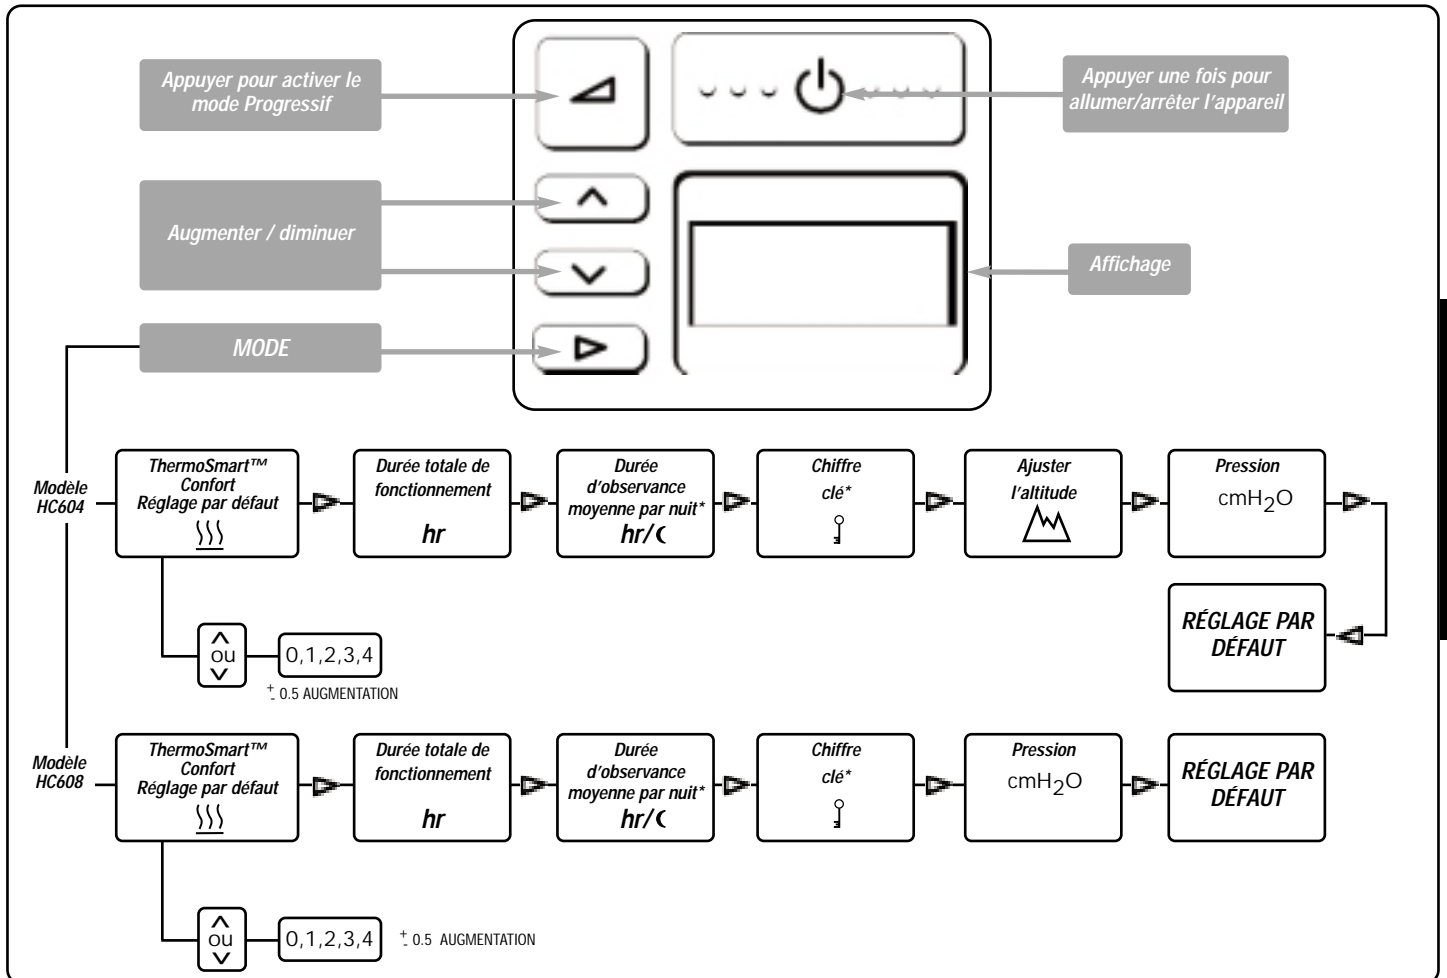 Appuyer pour activer le
mode Progressif
Appuyer une fois pour
allumer/arrêter l'appareil
Augmenter / diminuer
Affichage
MODE
Modèle
HC604
ThermoSmart™
Confort
Réglage par défaut
Durée totale de
fonctionnement
hr
Durée
d'observance
moyenne par nuit*
hr/☾
Chiffre
clé*
Ajuster
l'altitude
Pression
cmH₂O
RÉGLAGE PAR
DÉFAUT
ou
0,1,2,3,4
± 0.5 AUGMENTATION
Modèle
HC608
ThermoSmart™
Confort
Réglage par défaut
Durée totale de
fonctionnement
hr
Durée
d'observance
moyenne par nuit*
hr/☾
Chiffre
clé*
Pression
cmH₂O
RÉGLAGE PAR
DÉFAUT
ou
0,1,2,3,4
± 0.5 AUGMENTATION